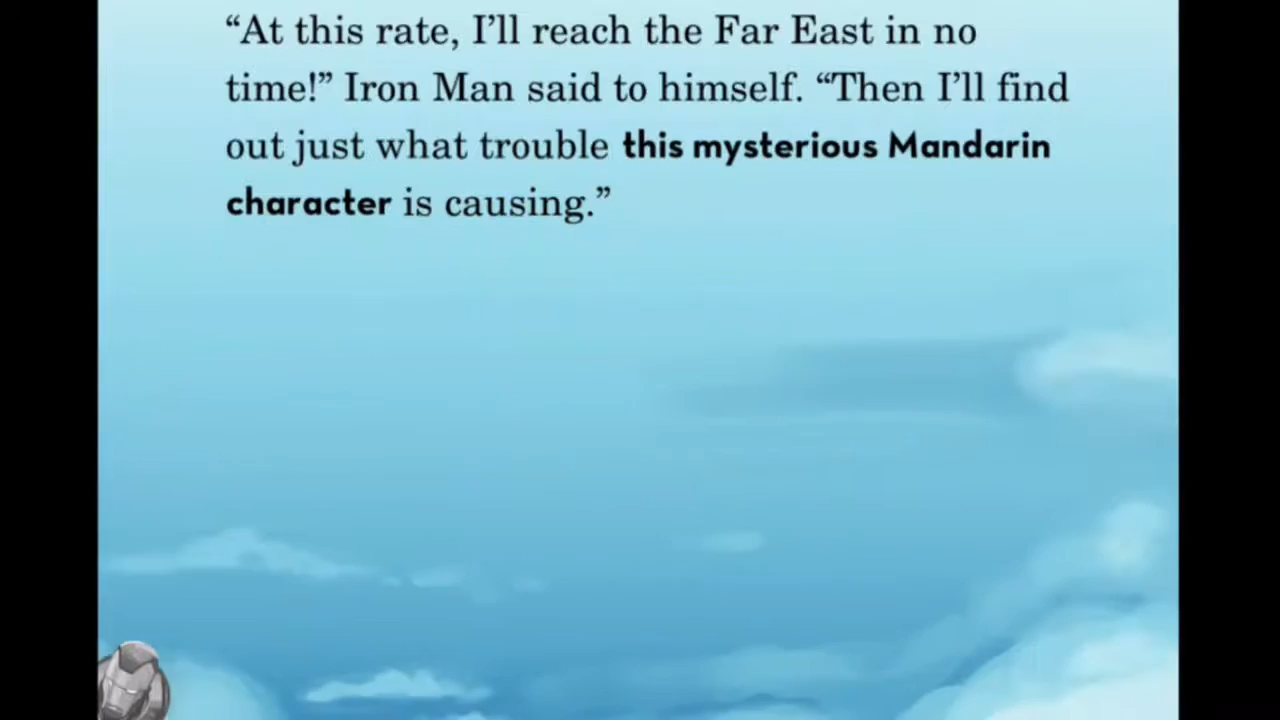 “At this rate, I’ll reach the Far East in no
time!” Iron Man said to himself. “Then I’ll find
out just what trouble this mysterious Mandarin
character is causing.”